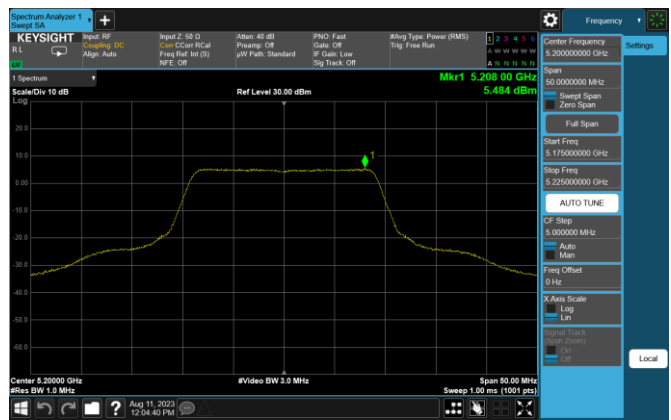 Spectrum Analyzer 1
Swept SA
Frequency
KEYSIGHT
R L
Input: RF
Coupling: DC
Align: Auto
Input Z: 50 Ω
Corr CCorr RCal
Freq Ref: Int (S)
NFE: Off
Atten: 40 dB
Preamp: Off
µW Path: Standard
PNO: Fast
Gate: Off
IF Gain: Low
Sig Track: Off
#Avg Type: Power (RMS)
Trig: Free Run
1 2 3 4 5 6
A W W W W W
A N N N N N
1 Spectrum
Scale/Div 10 dB
Log
Ref Level 30.00 dBm
Mkr1 5.208 00 GHz
5.484 dBm
20.0
10.0
0.00
-10.0
-20.0
-30.0
-40.0
-50.0
-60.0
1
Center 5.20000 GHz
#Res BW 1.0 MHz
#Video BW 3.0 MHz
Span 50.00 MHz
Sweep 1.00 ms (1001 pts)
Center Frequency
5.200000000 GHz
Settings
Span
50.0000000 MHz
Swept Span
Zero Span
Full Span
Start Freq
5.175000000 GHz
Stop Freq
5.225000000 GHz
AUTO TUNE
CF Step
5.000000 MHz
Auto
Man
Freq Offset
0 Hz
X Axis Scale
Log
Lin
Signal Track
(Span Zoom)
On
Off
Local
?
Aug 11, 2023
12:04:40 PM